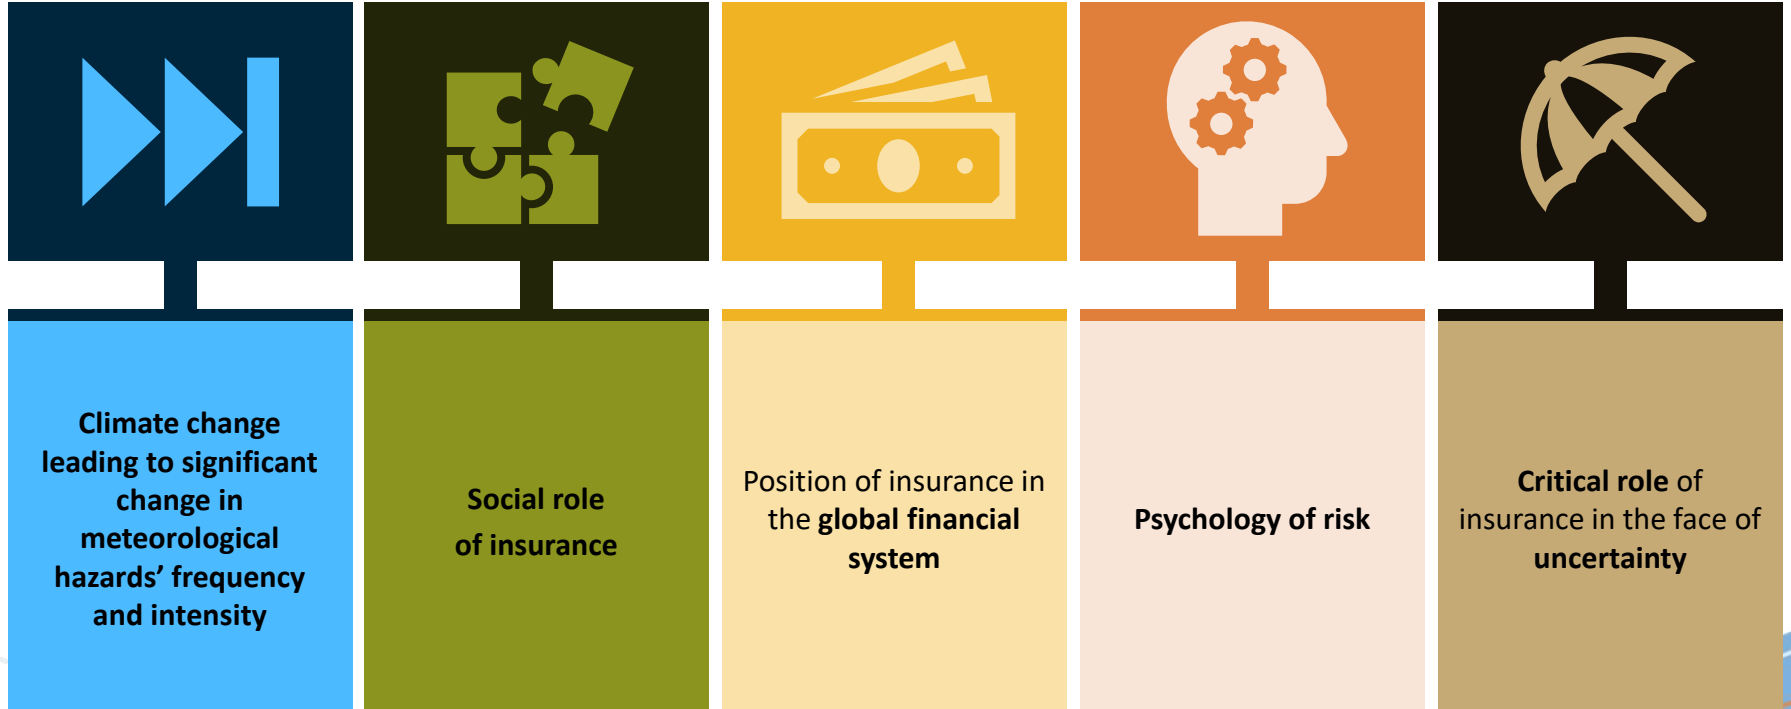 Climate change
leading to significant
change in
meteorological
hazards’ frequency
and intensity
Social role
of insurance
Position of insurance in
the global financial
system
Psychology of risk
Critical role of
insurance in the face of
uncertainty